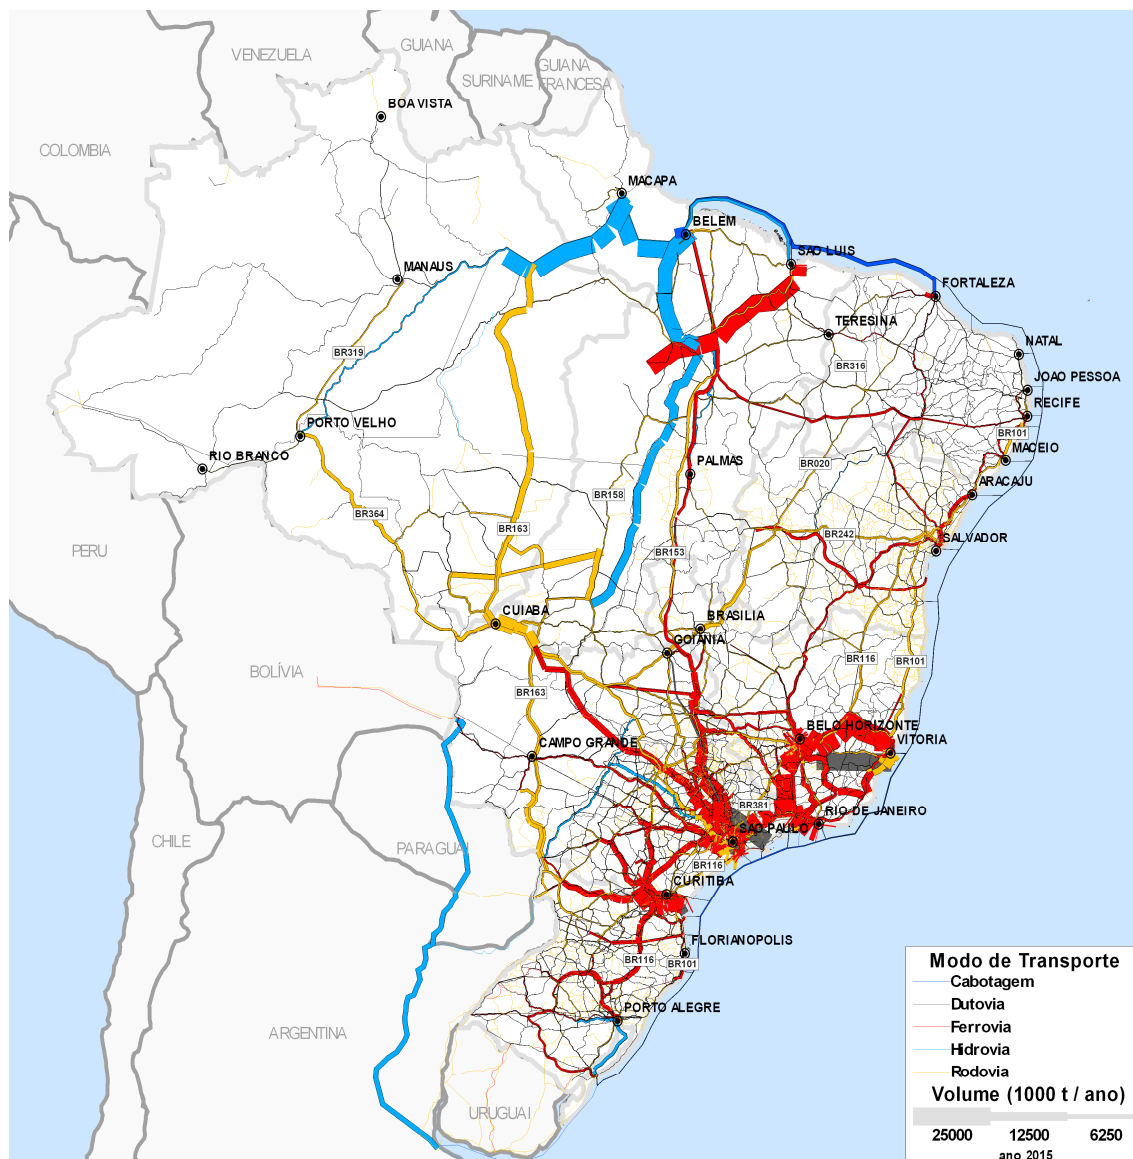 GUIANA
VENEZUELA
GUIANA
FRANCESA
SURINAME
BOA VISTA
COLOMBIA
MACAPA
BELEM
SAO LUIS
MANAUS
FORTALEZA
TERESINA
NATAL
BR319
BR316
JOAO PESSOA
RECIFE
PORTO VELHO
BR101
MACEIO
RIO BRANCO
PALMAS
BR020
ARACAJU
BR158
BR364
BR163
BR242
SALVADOR
PERU
BR153
CUIABA
BRASILIA
GOIÂNIA
BR116
BR101
BOLÍVIA
BR163
BELO HORIZONTE
VITORIA
CAMPO GRANDE
BR381
RIO DE JANEIRO
SAO PAULO
CHILE
PARAGUAI
BR116
CURITIBA
FLORIANOPOLIS
BR116
BR101
PORTO ALEGRE
ARGENTINA
URUGUAI
Modo de Transporte
Cabotagem
Dutovia
Ferrovia
Hidrovia
Rodovia
Volume (1000 t / ano)
25000 12500 6250
ano 2015